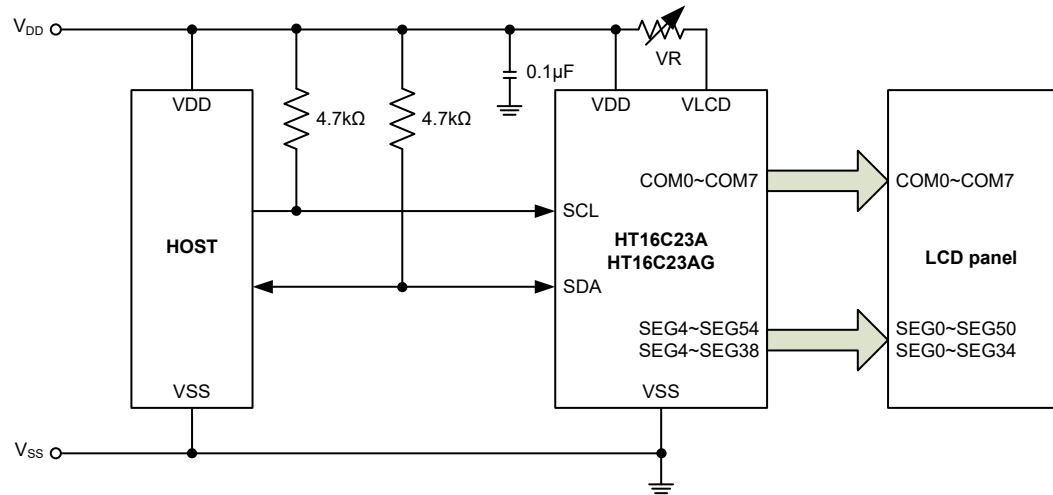 VDD
VR
0.1µF
VDD
4.7kΩ
4.7kΩ
VDD
VLCD
COM0~COM7
COM0~COM7
SCL
HOST
HT16C23A
HT16C23AG
LCD panel
SDA
SEG4~SEG54
SEG4~SEG38
SEG0~SEG50
SEG0~SEG34
VSS
VSS
VSS